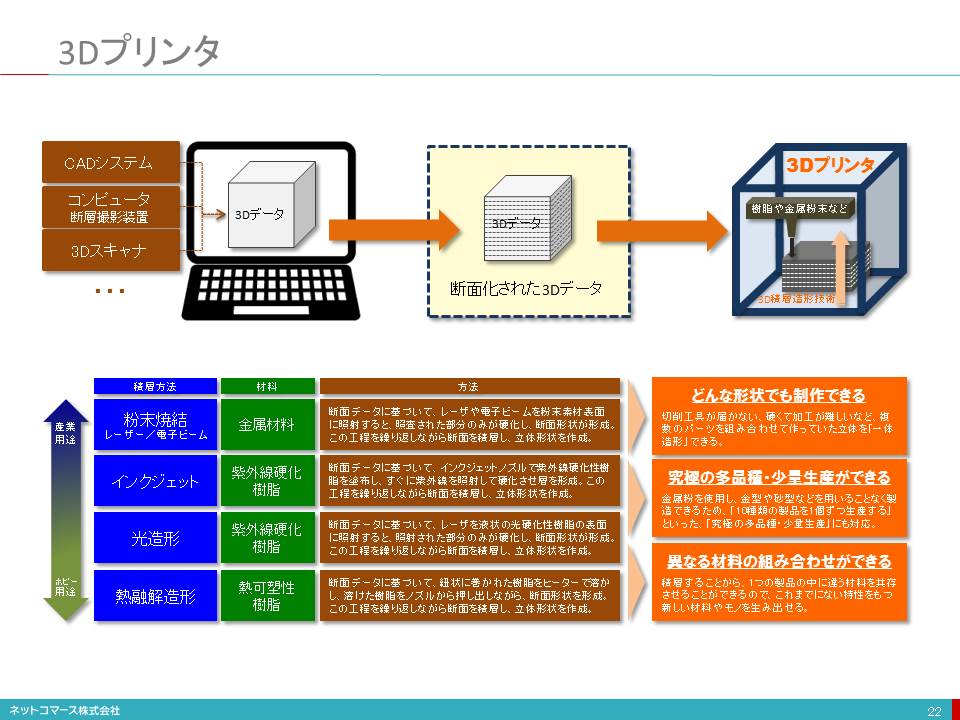 3Dプリンタ
CADシステム
コンピュータ
断層撮影装置
3Dスキャナ
・・・
3Dデータ
3Dデータ
断面化された3Dデータ
3Dプリンタ
樹脂や金属粉末など
3D積層造形技術
積層方法
材料
方法
産業
用途
ホビー
用途
粉末焼結
レーザー／電子ビーム
金属材料
断面データに基づいて、レーザや電子ビームを粉末素材表面
に照射すると、照査された部分のみが硬化し、断面形状が形成。
この工程を繰り返しながら断面を積層し、立体形状を作成。
インクジェット
紫外線硬化
樹脂
断面データに基づいて、インクジェットノズルで紫外線硬化性樹
脂を塗布し、すぐに紫外線を照射して硬化させ層を形成。この
工程を繰り返しながら断面を積層し、立体形状を作成。
光造形
紫外線硬化
樹脂
断面データに基づいて、レーザを液状の光硬化性樹脂の表面
に照射すると、照射された部分のみが硬化し、断面形状が形成。
この工程を繰り返しながら断面を積層し、立体形状を作成。
熱融解造形
熱可塑性
樹脂
断面データに基づいて、紐状に巻かれた樹脂をヒーターで溶か
し、溶けた樹脂をノズルから押し出しながら、断面形状を形成。
この工程を繰り返しながら断面を積層し、立体形状を作成。
どんな形状でも制作できる
切削工具が届かない、硬くて加工が難しいなど、複
数のパーツを組み合わせて作っていた立体を「一体
造形」できる。
究極の多品種・少量生産ができる
金属粉を使用し、金型や砂型などを用いることなく製
造できるため、「10種類の製品を1個ずつ生産する」
といった、「究極の多品種・少量生産」にも対応。
異なる材料の組み合わせができる
積層することから、1つの製品の中に違う材料を共存
させることができるので、これまでにない特性をもつ
新しい材料やモノを生み出せる。
ネットコマース株式会社
22